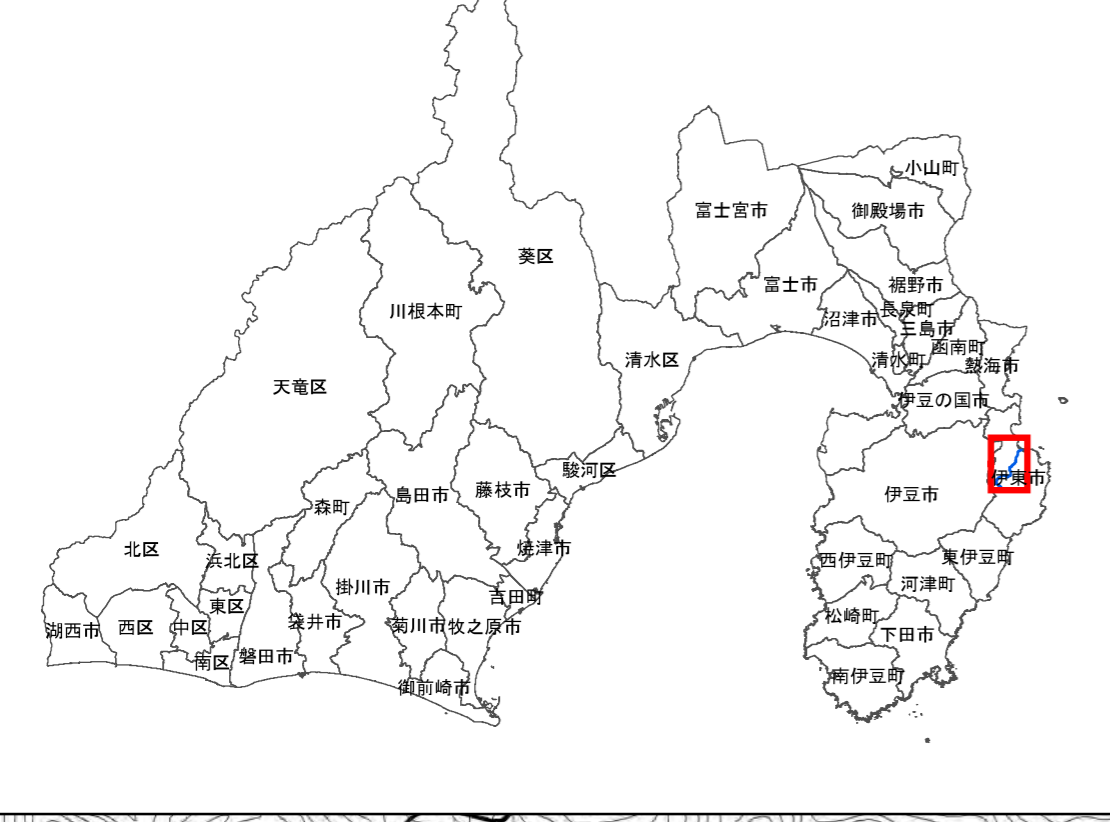 小山町
富士宮市
御殿場市
葵区
富士市
裾野市
川根本町
長泉町
沼津市
三島市
函南町
清水区
清水町
熱海市
天竜区
伊豆の国市
駿河区
伊東市
藤枝市
島田市
伊豆市
森町
焼津市
北区
浜北区
西伊豆町
東伊豆町
掛川市
河津町
吉田町
東区
松崎町
湖西市
西区
中区
袋井市
菊川市
牧之原市
下田市
南区
磐田市
南伊豆町
御前崎市